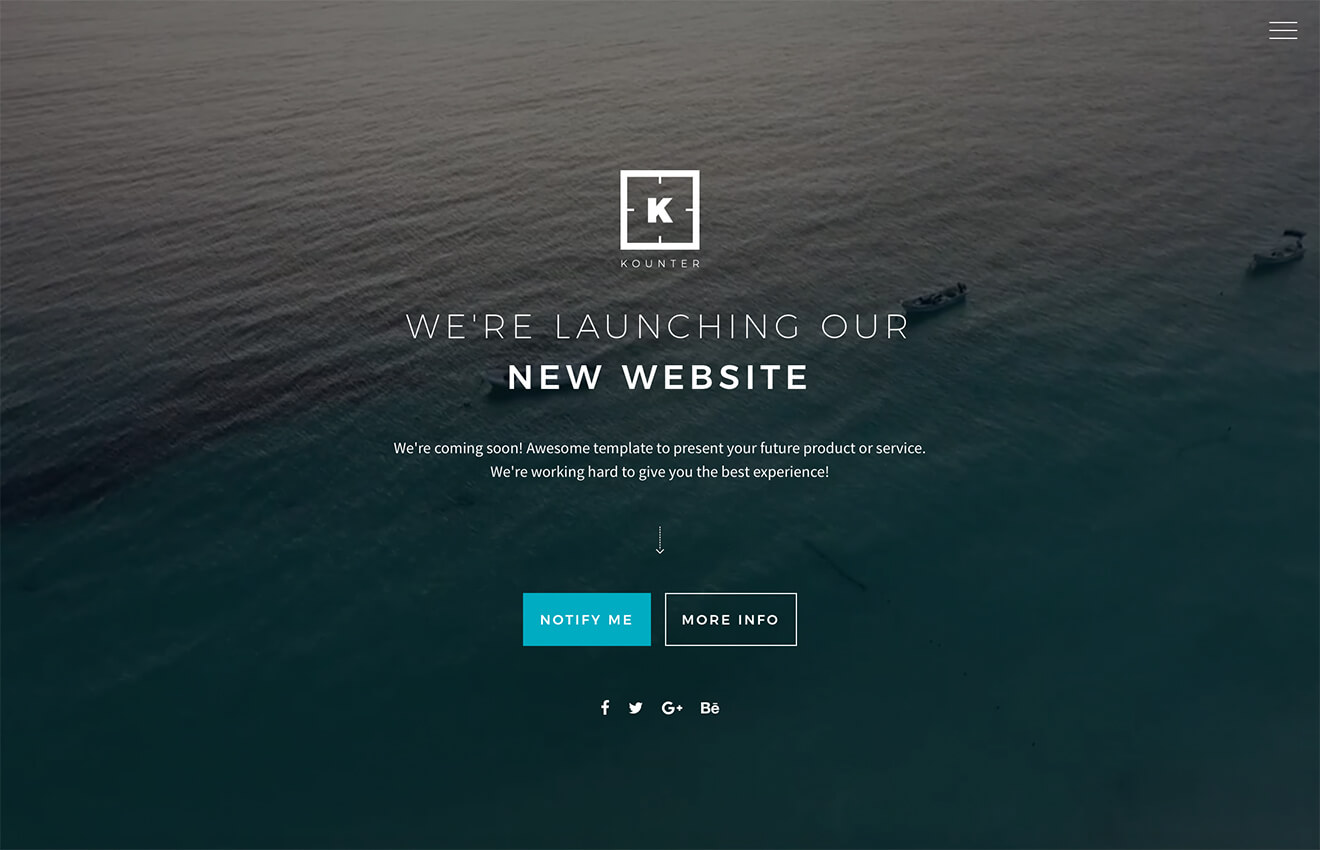 K
KOUNTER
WE'RE LAUNCHING OUR
NEW WEBSITE
We're coming soon! Awesome template to present your future product or service.
We're working hard to give you the best experience!
NOTIFY ME
MORE INFO
f G+ Bē